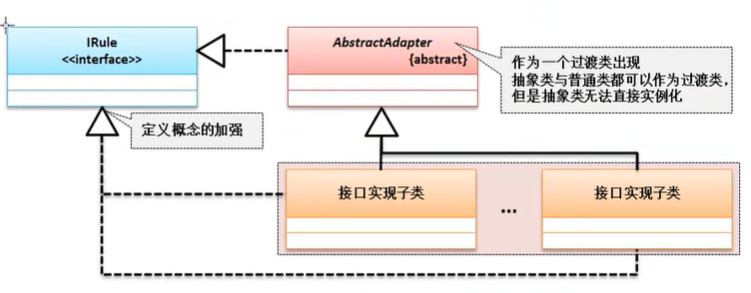 IRule
<<interface>>
AbstractAdapter
{abstract}
作为一个过渡类出现
抽象类与普通类都可以作为过渡类，
但是抽象类无法直接实例化
定义概念的加强
接口实现子类
...
接口实现子类